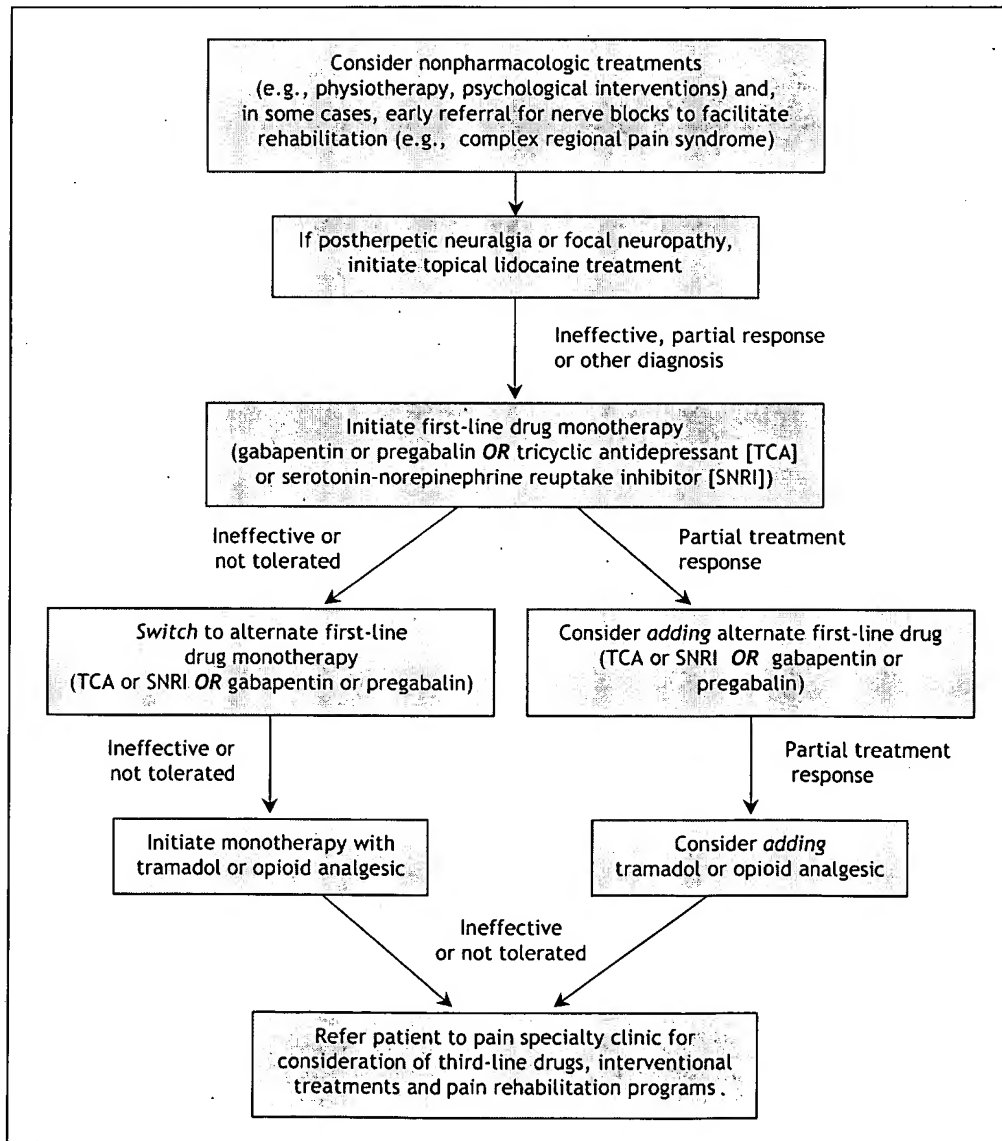 Consider nonpharmacologic treatments
(e.g., physiotherapy, psychological interventions) and,
in some cases, early referral for nerve blocks to facilitate
rehabilitation (e.g., complex regional pain syndrome)
If postherpetic neuralgia or focal neuropathy,
initiate topical lidocaine treatment
Ineffective, partial response
or other diagnosis
Initiate first-line drug monotherapy
(gabapentin or pregabalin OR tricyclic antidepressant [TCA]
or serotonin-norepinephrine reuptake inhibitor [SNRI])
Ineffective or
not tolerated
Partial treatment
response
Switch to alternate first-line
drug monotherapy
(TCA or SNRI OR gabapentin or pregabalin)
Consider adding alternate first-line drug
(TCA or SNRI OR gabapentin or
pregabalin)
Ineffective or
not tolerated
Partial treatment
response
Initiate monotherapy with
tramadol or opioid analgesic
Consider adding
tramadol or opioid analgesic
Ineffective
or not tolerated
Refer patient to pain specialty clinic for
consideration of third-line drugs, interventional
treatments and pain rehabilitation programs.